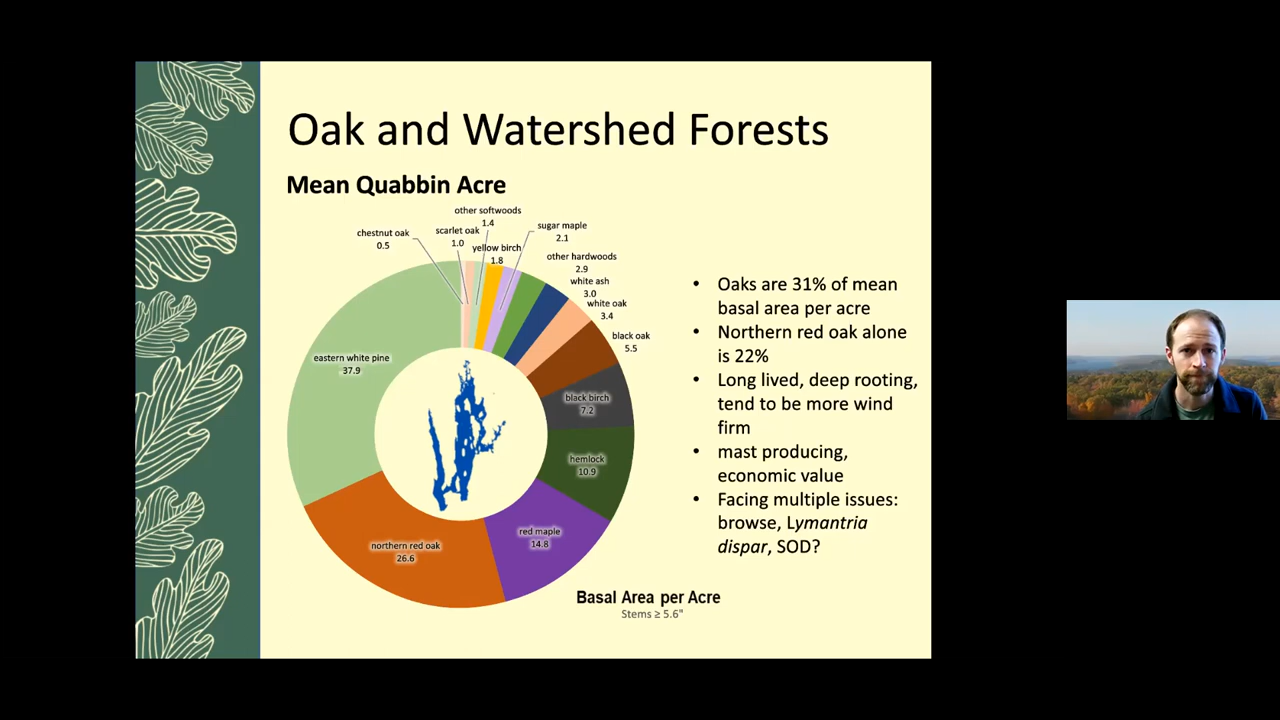 Oak and Watershed Forests
Mean Quabbin Acre
other softwoods
1.4
chestnut oak
0.5
scarlet oak
1.0
yellow birch
1.8
sugar maple
2.1
other hardwoods
2.9
white ash
3.0
white oak
3.4
black oak
5.5
black birch
7.2
hemlock
10.9
red maple
14.8
northern red oak
26.6
eastern white pine
37.9
Basal Area per Acre
Stems ≥ 5.6"
• Oaks are 31% of mean
basal area per acre
• Northern red oak alone
is 22%
• Long lived, deep rooting,
tend to be more wind
firm
• mast producing,
economic value
• Facing multiple issues:
browse, Lymantria
dispar, SOD?